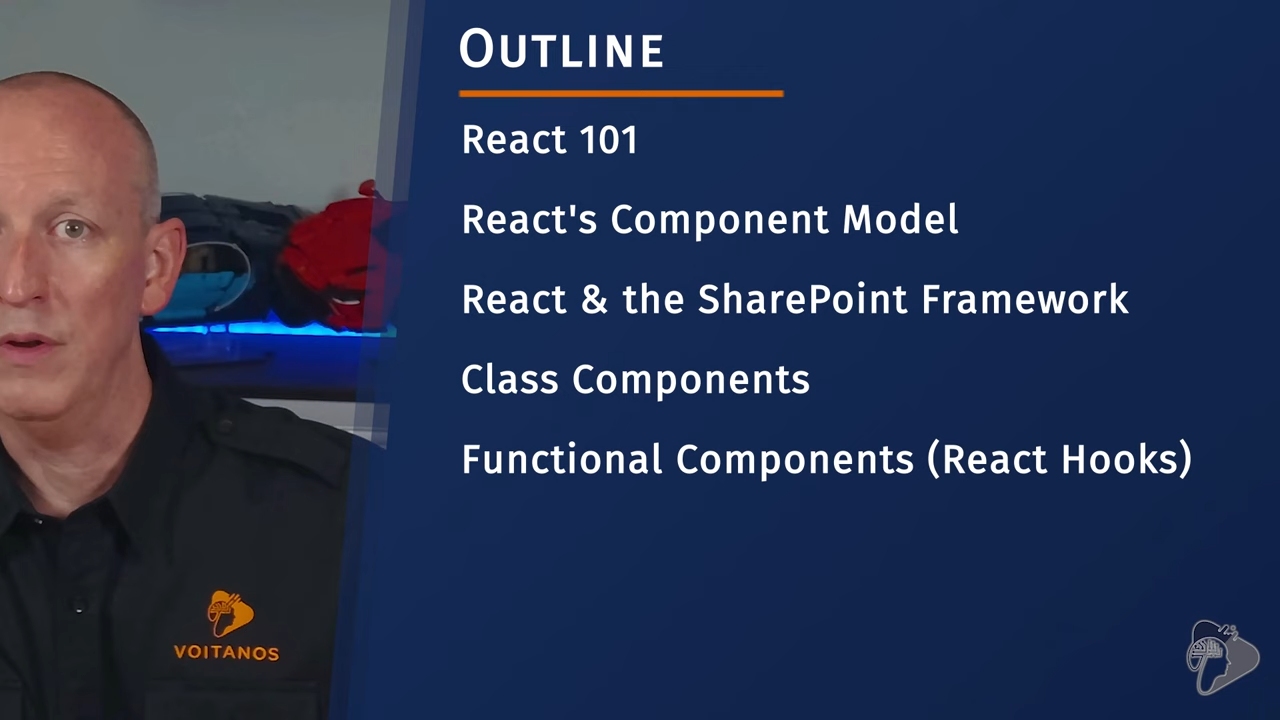 OUTLINE
React 101
React's Component Model
React & the SharePoint Framework
Class Components
Functional Components (React Hooks)
VOITANOS